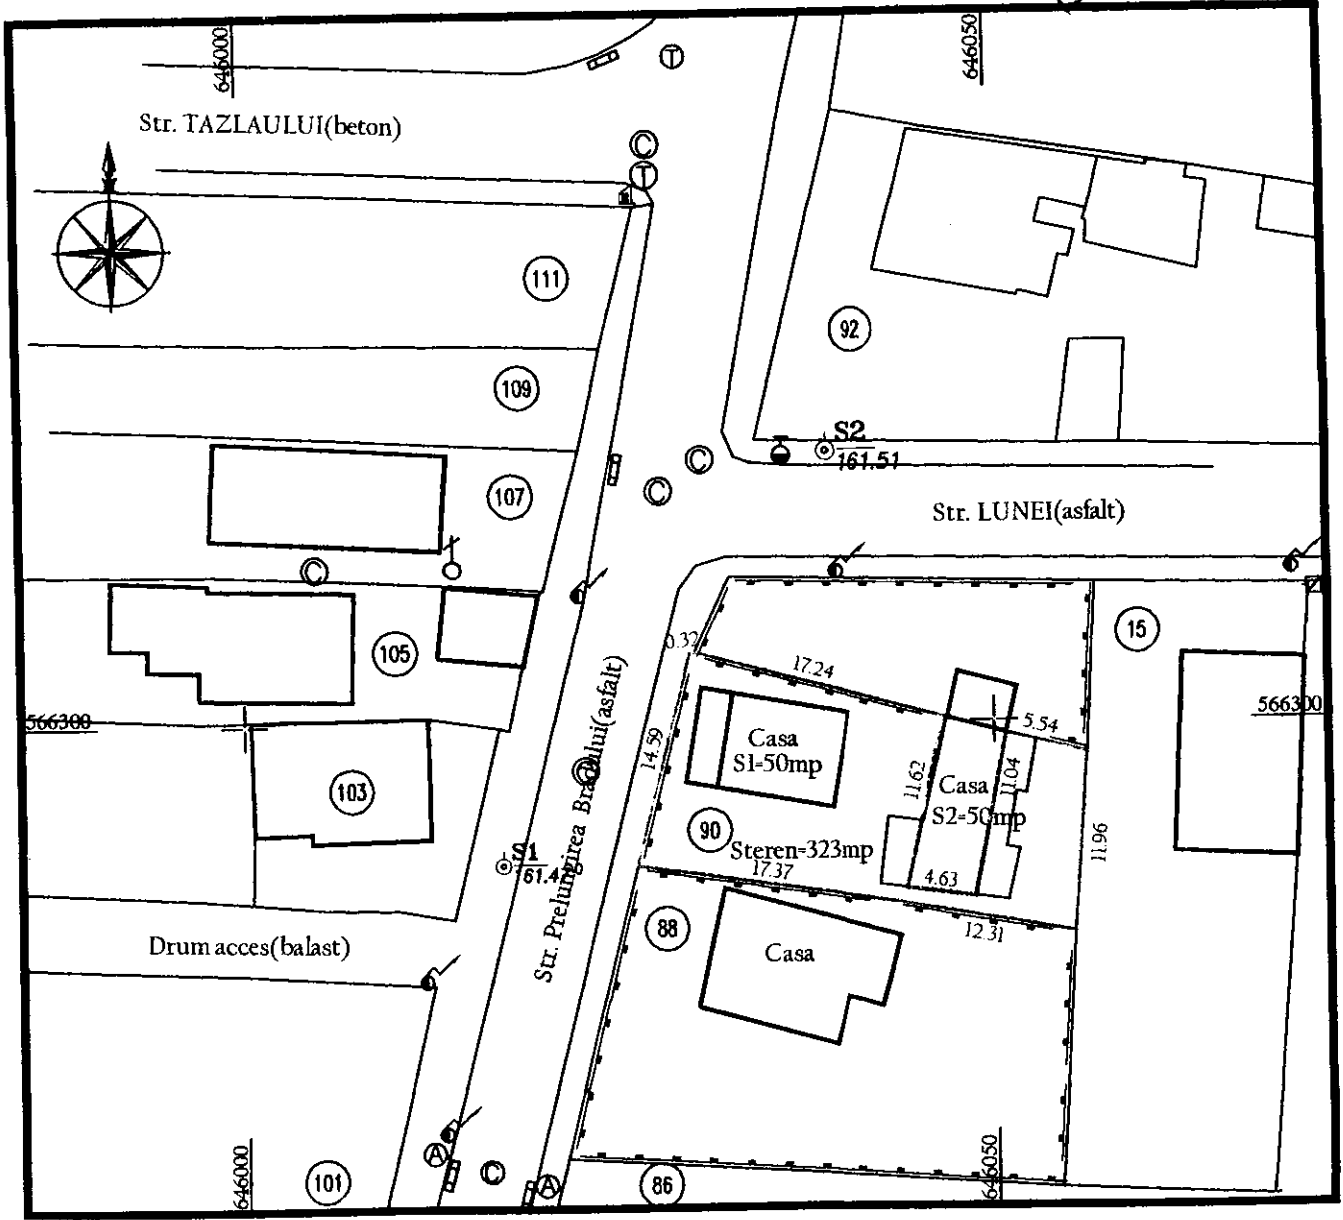 646000
646050
T
Str. TAZLAULUI(beton)
C
T
111
92
109
S2
161.51
C
107
C
Str. LUNEI(asfalt)
C
15
0.32
105
17.24
566300
566300
5.54
Casa
S1=50mp
14.59
11.62
Casa
11.04
S2=50mp
103
90
Steren=323mp
11.96
S1
17.37
4.63
Str. Prelungirea Bradului(asfalt)
88
12.31
Drum acces(balast)
Casa
A
C
A
646000
101
86
646050